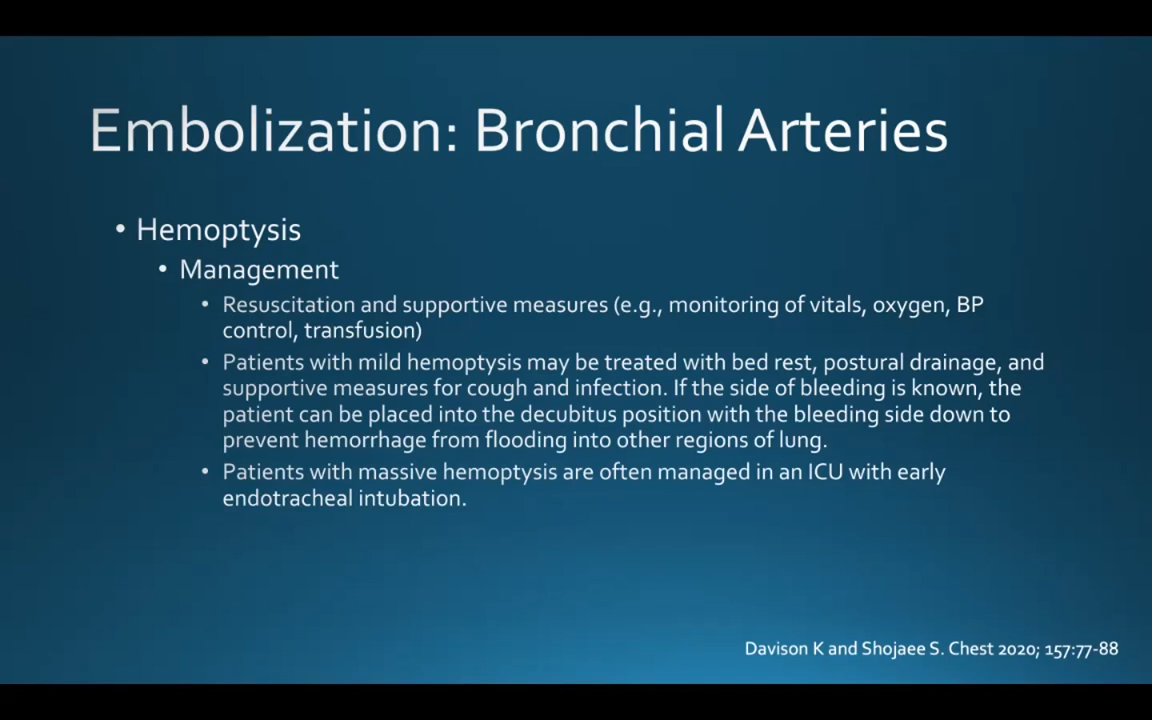 Embolization: Bronchial Arteries
• Hemoptysis
• Management
• Resuscitation and supportive measures (e.g., monitoring of vitals, oxygen, BP
control, transfusion)
• Patients with mild hemoptysis may be treated with bed rest, postural drainage, and
supportive measures for cough and infection. If the side of bleeding is known, the
patient can be placed into the decubitus position with the bleeding side down to
prevent hemorrhage from flooding into other regions of lung.
• Patients with massive hemoptysis are often managed in an ICU with early
endotracheal intubation.
Davison K and Shojaee S. Chest 2020; 157:77-88